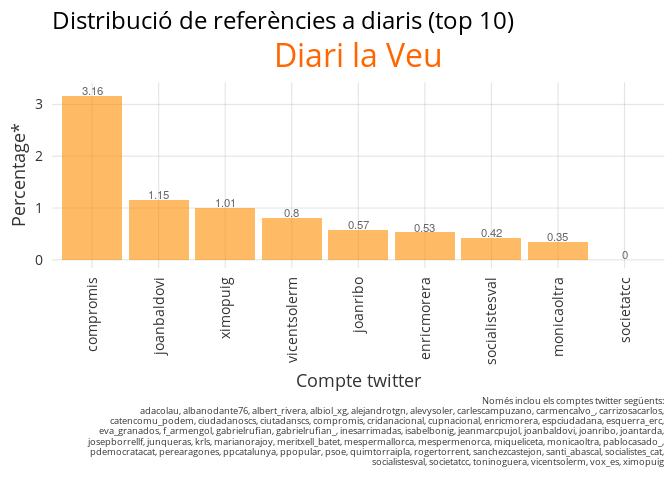 Distribució de referències a diaris (top 10)
Diari la Veu
Percentage*
3
2
1
0
3.16
1.15
1.01
0.8
0.57
0.53
0.42
0.35
0
compromis
joanbaldovi
ximopuig
vicentsolerm
joanribo
enricmorera
socialistesval
monicaoltra
societatcc
Compte twitter
Només inclou els comptes twitter següents:
adacolau, albanodante76, albert_rivera, albiol_xg, alejandrotgn, alevysoler, carlescampuzano, carmencalvo_, carrizosacarlos,
catencomu_podem, ciudadanoscs, ciutadanscs, compromis, cridanacional, cupnacional, enricmorera, espciudadana, esquerra_erc,
eva_granados, f_armengol, gabrielrufian, gabrielrufian_, inesarrimadas, isabelbonig, jeanmarcpujol, joanbaldovi, joanribo, joantarda,
josepborrellf, junqueras, krls, marianorajoy, meritxell_batet, mespermallorca, mespermenorca, miqueliceta, monicaoltra, pablocasado_,
pdemocratacat, perearagones, ppcatalunya, ppopular, psoe, quimtorraipla, rogertorrent, sanchezcastejon, santi_abascal, socialistes_cat,
socialistesval, societatcc, toninoguera, vicentsolerm, vox_es, ximopuig